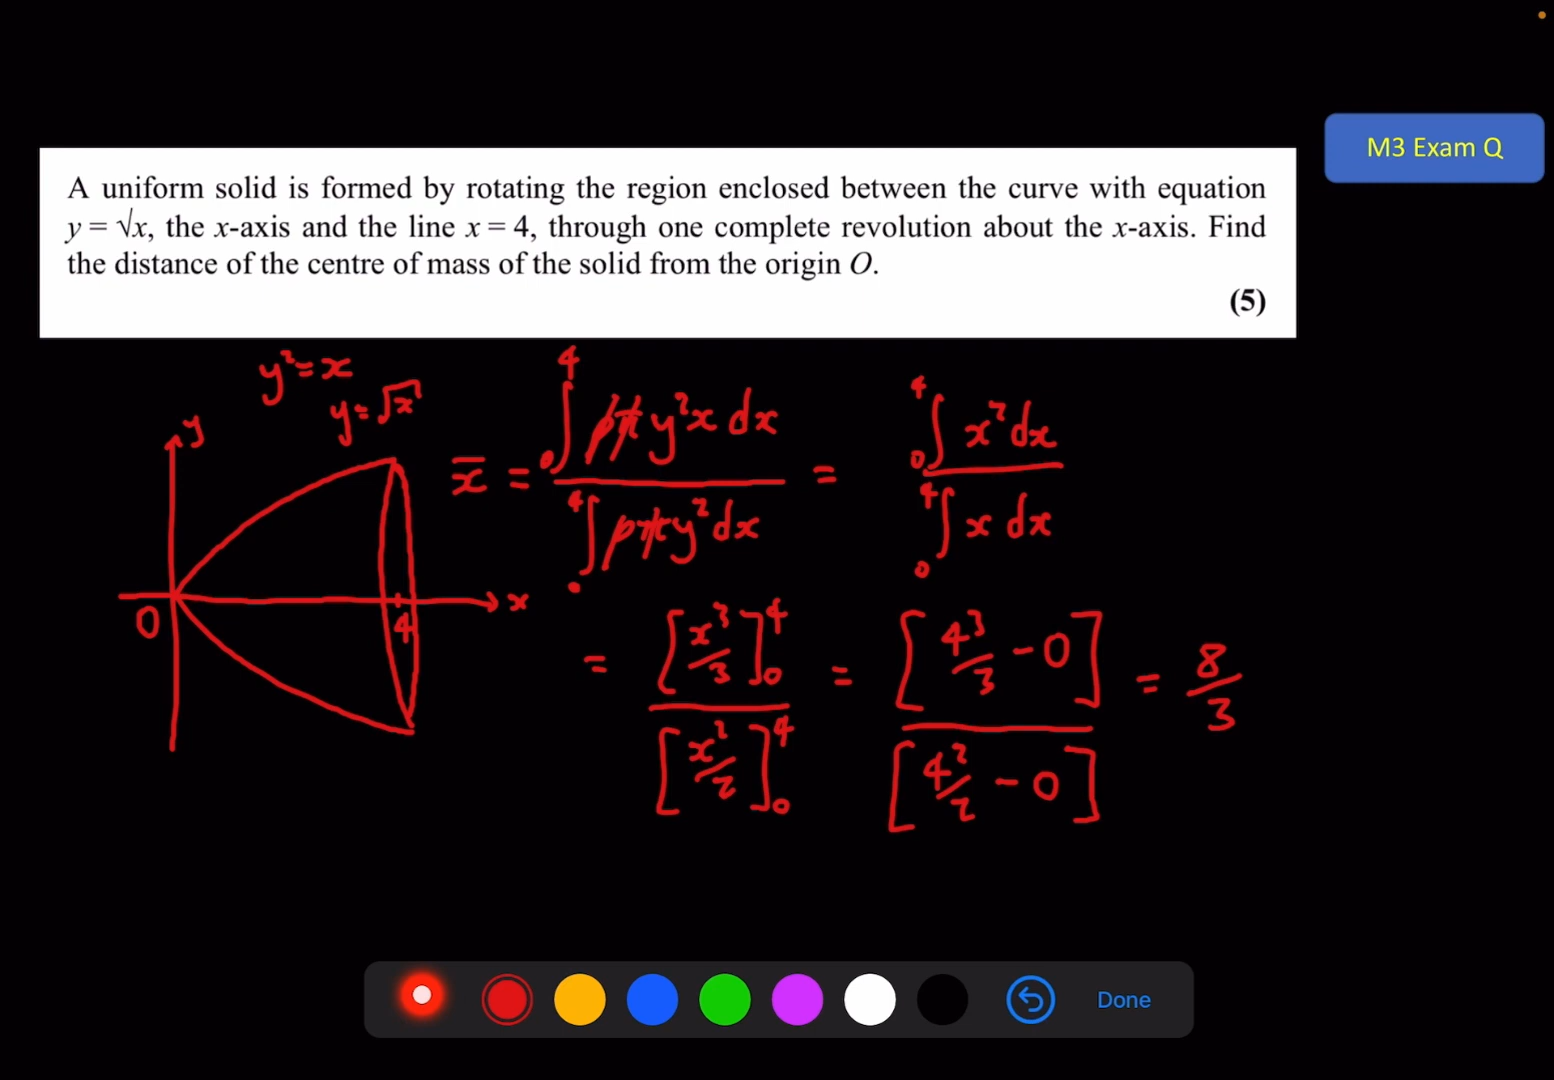 M3 Exam Q
A uniform solid is formed by rotating the region enclosed between the curve with equation
y = √x, the x-axis and the line x = 4, through one complete revolution about the x-axis. Find
the distance of the centre of mass of the solid from the origin O.
(5)
y² = x
y = √x
y
x
0
4
x̄ = ∫₀⁴ ρπy²x dx / ∫₀⁴ ρπy² dx = ∫₀⁴ x² dx / ∫₀⁴ x dx
= [x³/3]₀⁴ / [x²/2]₀⁴ = [4³/3 - 0] / [4²/2 - 0] = 8/3
Done